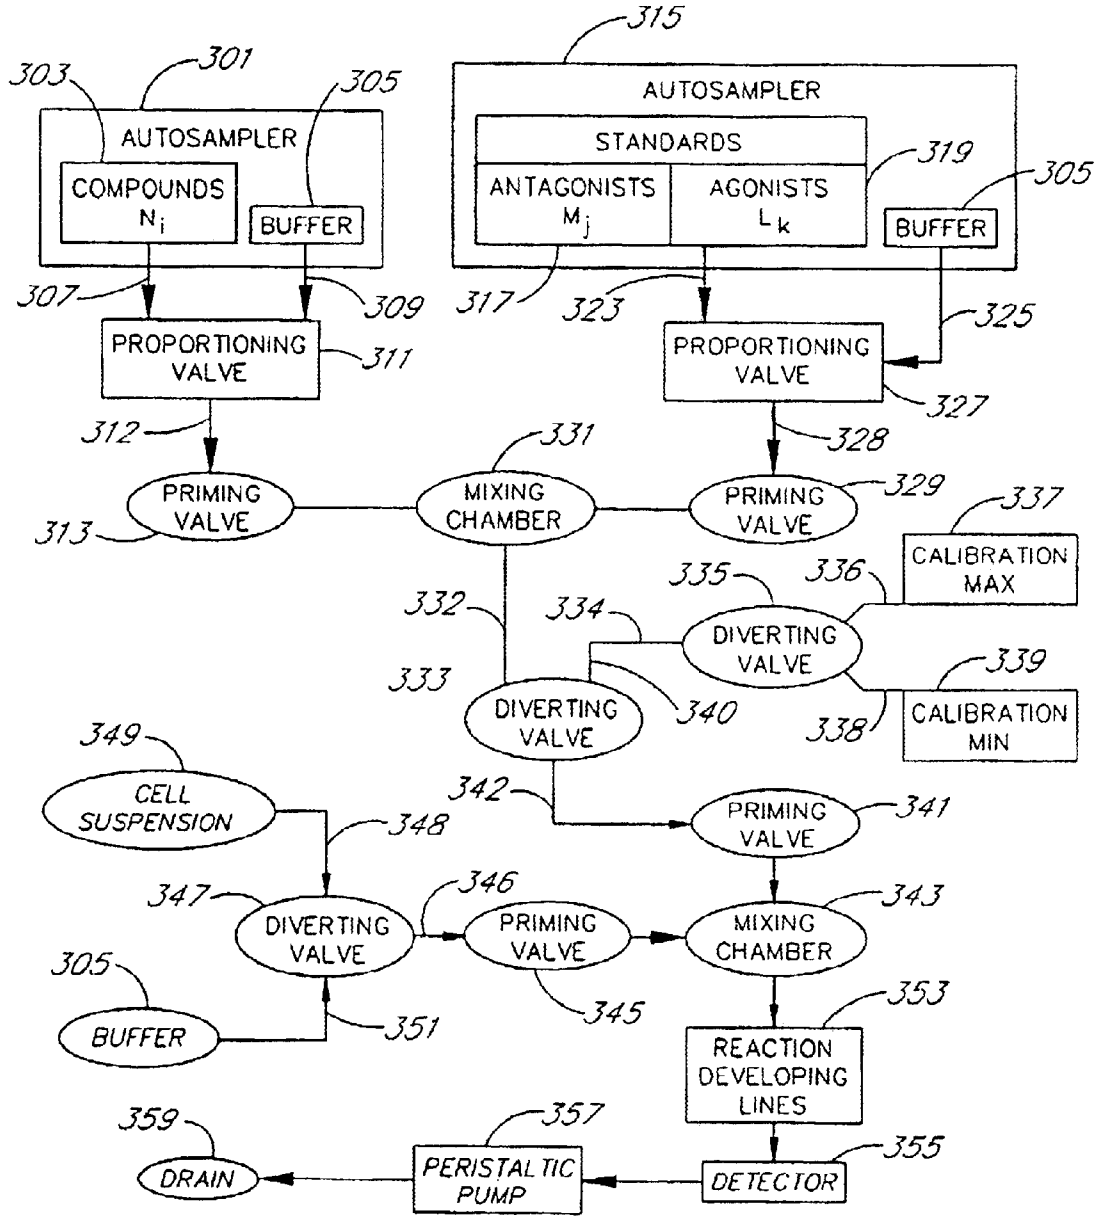 315
303
301
305
AUTOSAMPLER
AUTOSAMPLER
STANDARDS
319
305
COMPOUNDS
Ni
BUFFER
ANTAGONISTS
Mj
AGONISTS
Lk
BUFFER
307
309
317
323
325
PROPORTIONING
VALVE
311
PROPORTIONING
VALVE
327
312
331
328
PRIMING
VALVE
313
MIXING
CHAMBER
PRIMING
VALVE
329
337
CALIBRATION
MAX
332
334
335
336
DIVERTING
VALVE
333
340
338
339
CALIBRATION
MIN
DIVERTING
VALVE
349
CELL
SUSPENSION
342
PRIMING
VALVE
341
348
347
346
343
DIVERTING
VALVE
PRIMING
VALVE
MIXING
CHAMBER
305
BUFFER
351
345
353
REACTION
DEVELOPING
LINES
359
357
355
DRAIN
PERISTALTIC
PUMP
DETECTOR